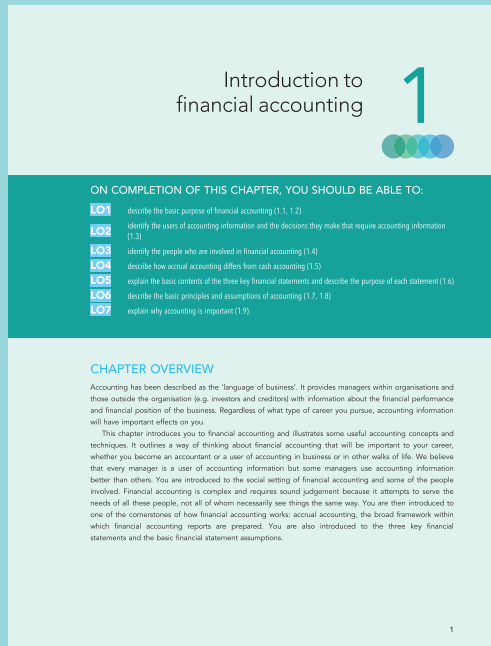 Introduction to
financial accounting
1
ON COMPLETION OF THIS CHAPTER, YOU SHOULD BE ABLE TO:
LO1 describe the basic purpose of financial accounting (1.1, 1.2)
LO2 identify the users of accounting information and the decisions they make that require accounting information
(1.3)
LO3 identify the people who are involved in financial accounting (1.4)
LO4 describe how accrual accounting differs from cash accounting (1.5)
LO5 explain the basic contents of the three key financial statements and describe the purpose of each statement (1.6)
LO6 describe the basic principles and assumptions of accounting (1.7, 1.8)
LO7 explain why accounting is important (1.9).
CHAPTER OVERVIEW
Accounting has been described as the 'language of business'. It provides managers within organisations and
those outside the organisation (e.g. investors and creditors) with information about the financial performance
and financial position of the business. Regardless of what type of career you pursue, accounting information
will have important effects on you.
This chapter introduces you to financial accounting and illustrates some useful accounting concepts and
techniques. It outlines a way of thinking about financial accounting that will be important to your career,
whether you become an accountant or a user of accounting in business or in other walks of life. We believe
that every manager is a user of accounting information but some managers use accounting information
better than others. You are introduced to the social setting of financial accounting and some of the people
involved. Financial accounting is complex and requires sound judgement because it attempts to serve the
needs of all these people, not all of whom necessarily see things the same way. You are then introduced to
one of the cornerstones of how financial accounting works: accrual accounting, the broad framework within
which financial accounting reports are prepared. You are also introduced to the three key financial
statements and the basic financial statement assumptions.
1